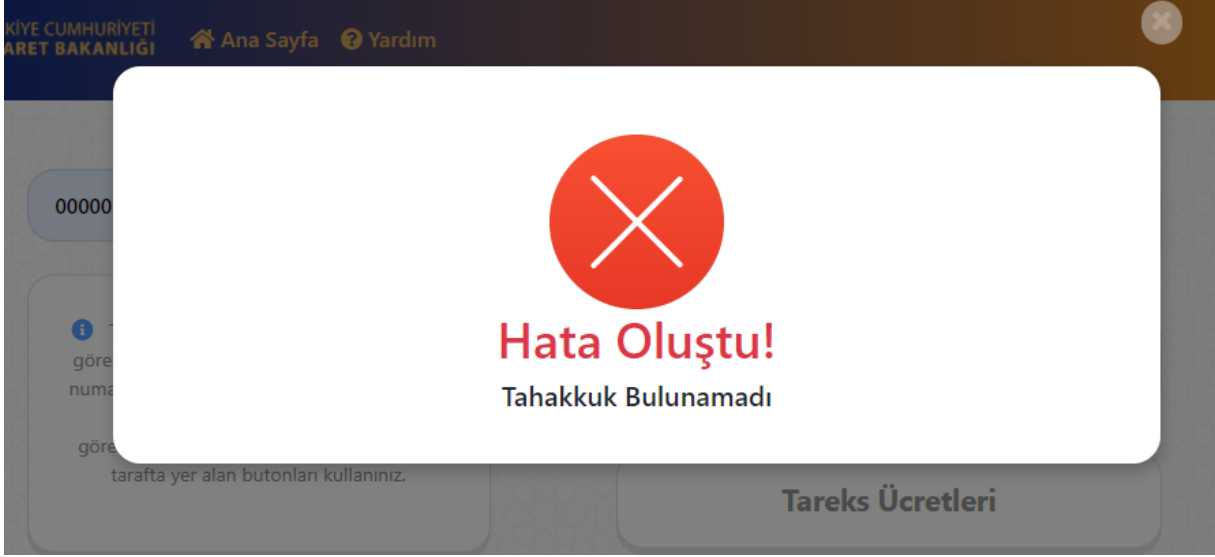 KİYE CUMHURİYETİ
ARET BAKANLIĞI
Ana Sayfa
Yardım
00000
Hata Oluştu!
Tahakkuk Bulunamadı
göre
numa
göre
tarafta yer alan butonları kullanınız.
Tareks Ücretleri